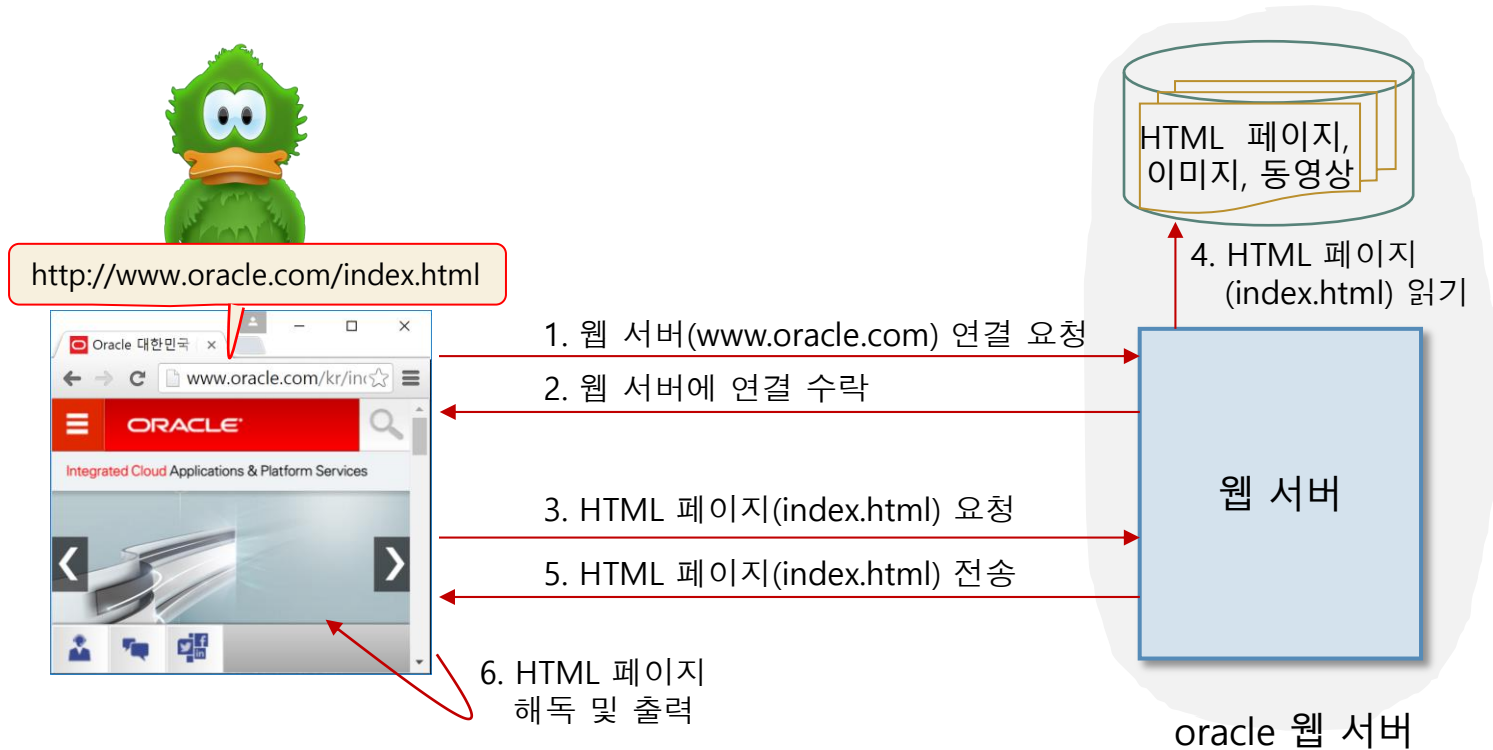 HTML 페이지,
이미지, 동영상
http://www.oracle.com/index.html
4. HTML 페이지
(index.html) 읽기
Oracle 대한민국
www.oracle.com/kr/in
1. 웹 서버(www.oracle.com) 연결 요청
2. 웹 서버에 연결 수락
ORACLE
Integrated Cloud Applications & Platform Services
웹 서버
3. HTML 페이지(index.html) 요청
5. HTML 페이지(index.html) 전송
6. HTML 페이지
해독 및 출력
oracle 웹 서버